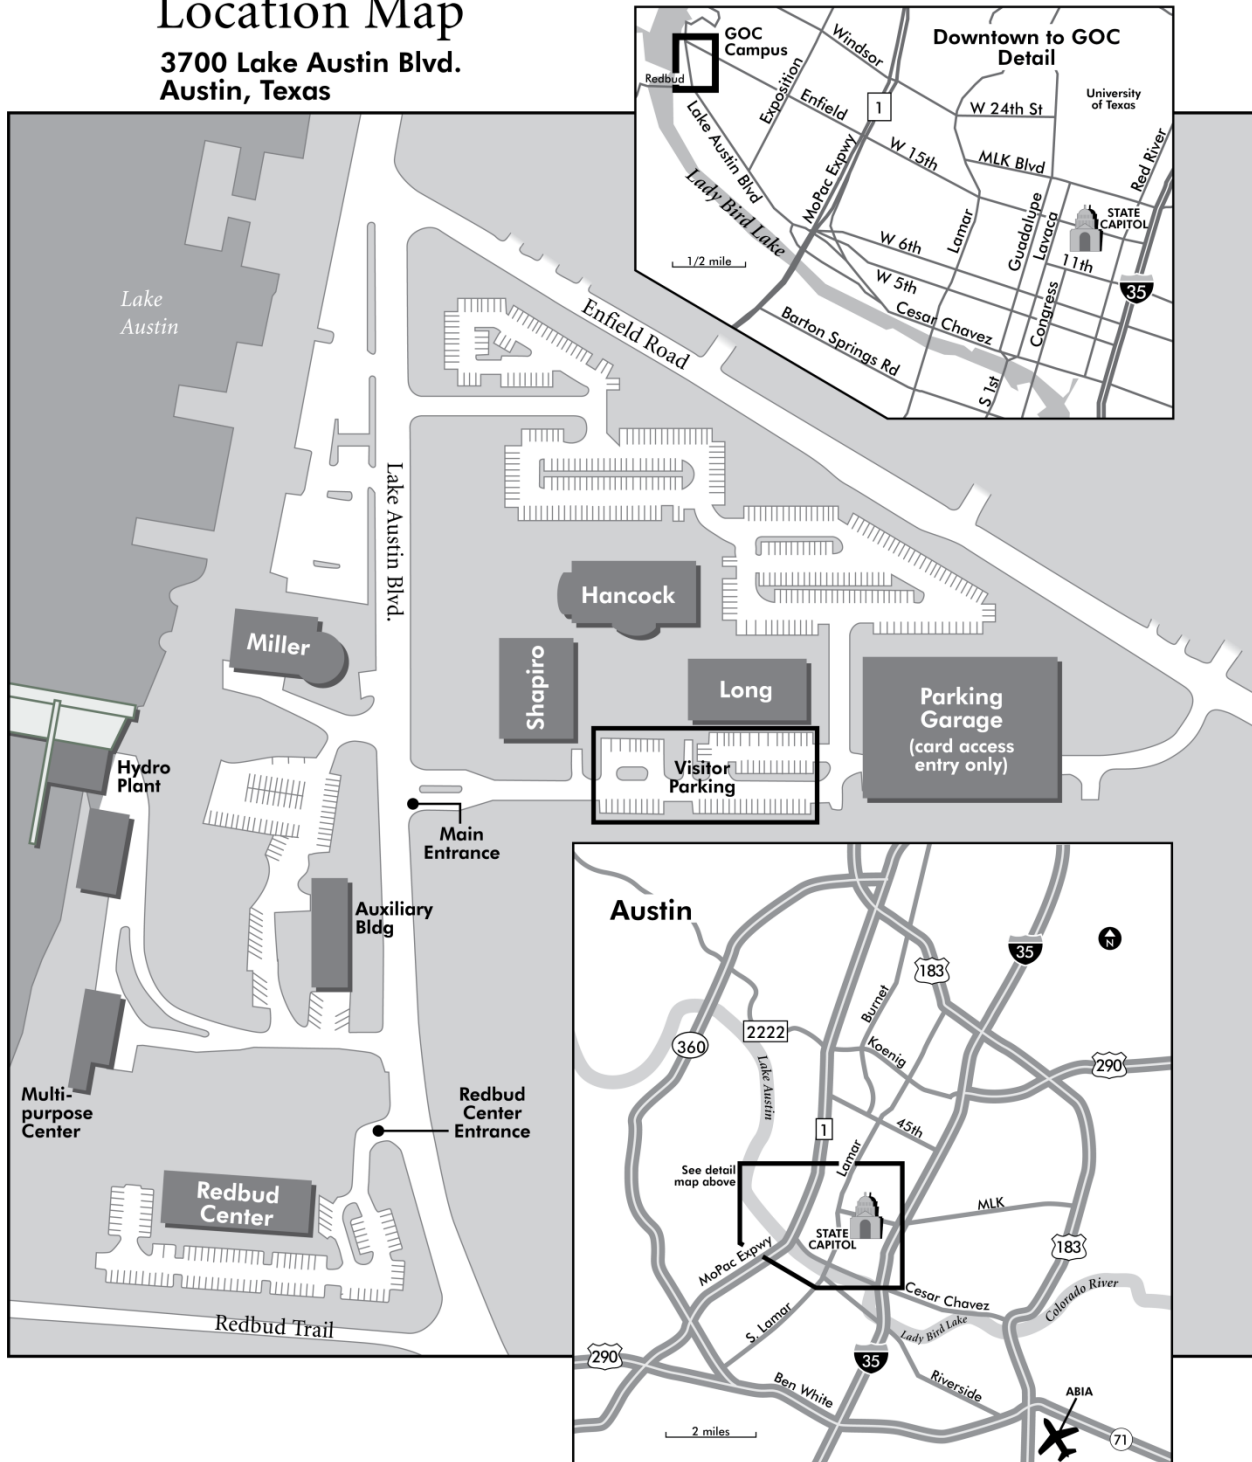 Location Map
3700 Lake Austin Blvd.
Austin, Texas
Downtown to GOC
Detail
GOC
Campus
Redbud
Windsor
Exposition
Enfield
1
W 24th St
University
of Texas
Lake Austin Blvd
MoPac Expwy
W 15th
MLK Blvd
Red River
Lady Bird Lake
Lamar
Guadalupe
Lavaca
STATE
CAPITOL
11th
W 6th
1/2 mile
W 5th
35
Cesar Chavez
Congress
Barton Springs Rd
S 1st
Lake
Austin
Enfield Road
Lake Austin Blvd.
Hancock
Miller
Shapiro
Long
Parking
Garage
(card access
entry only)
Visitor
Parking
Hydro
Plant
Main
Entrance
Auxiliary
Bldg
Multi-
purpose
Center
Redbud
Center
Entrance
Redbud
Center
Redbud Trail
Austin
35
N
183
Burnet
2222
360
Koenig
290
Lake Austin
45th
1
Lamar
See detail
map above
MLK
STATE
CAPITOL
183
MoPac Expwy
Cesar Chavez
Colorado River
S. Lamar
Lady Bird Lake
290
35
Ben White
Riverside
ABIA
2 miles
71